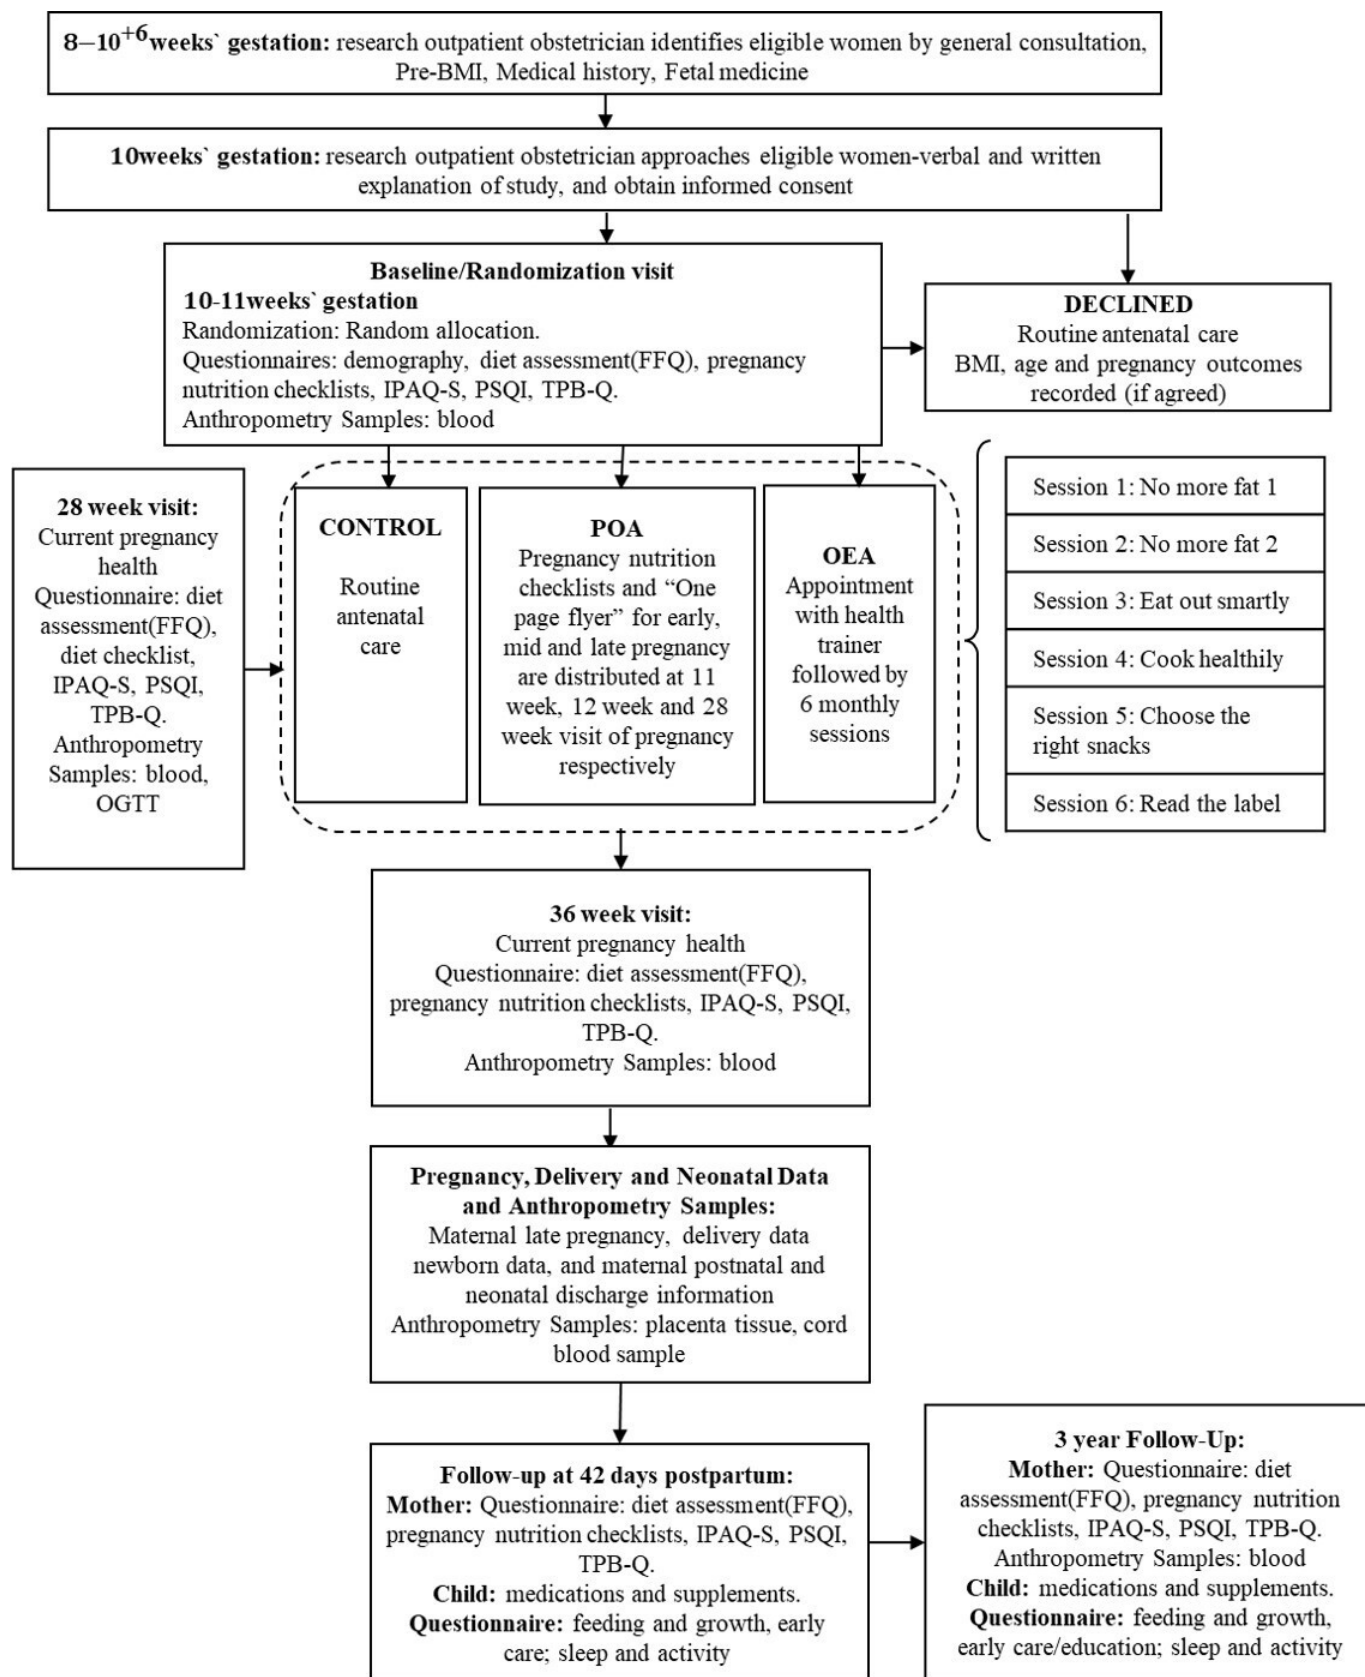 8–10+6weeks` gestation: research outpatient obstetrician identifies eligible women by general consultation,
Pre-BMI, Medical history, Fetal medicine
10weeks` gestation: research outpatient obstetrician approaches eligible women-verbal and written
explanation of study, and obtain informed consent
Baseline/Randomization visit
10-11weeks` gestation
Randomization: Random allocation.
Questionnaires: demography, diet assessment(FFQ), pregnancy
nutrition checklists, IPAQ-S, PSQI, TPB-Q.
Anthropometry Samples: blood
DECLINED
Routine antenatal care
BMI, age and pregnancy outcomes
recorded (if agreed)
28 week visit:
Current pregnancy
health
Questionnaire: diet
assessment(FFQ),
diet checklist,
IPAQ-S, PSQI,
TPB-Q.
Anthropometry
Samples: blood,
OGTT
CONTROL
Routine
antenatal
care
POA
Pregnancy nutrition
checklists and “One
page flyer” for early,
mid and late pregnancy
are distributed at 11
week, 12 week and 28
week visit of pregnancy
respectively
OEA
Appointment
with health
trainer
followed by
6 monthly
sessions
Session 1: No more fat 1
Session 2: No more fat 2
Session 3: Eat out smartly
Session 4: Cook healthily
Session 5: Choose the
right snacks
Session 6: Read the label
36 week visit:
Current pregnancy health
Questionnaire: diet assessment(FFQ),
pregnancy nutrition checklists, IPAQ-S, PSQI,
TPB-Q.
Anthropometry Samples: blood
Pregnancy, Delivery and Neonatal Data
and Anthropometry Samples:
Maternal late pregnancy, delivery data
newborn data, and maternal postnatal and
neonatal discharge information
Anthropometry Samples: placenta tissue, cord
blood sample
Follow-up at 42 days postpartum:
Mother: Questionnaire: diet assessment(FFQ),
pregnancy nutrition checklists, IPAQ-S, PSQI,
TPB-Q.
Child: medications and supplements.
Questionnaire: feeding and growth, early
care; sleep and activity
3 year Follow-Up:
Mother: Questionnaire: diet
assessment(FFQ), pregnancy nutrition
checklists, IPAQ-S, PSQI, TPB-Q.
Anthropometry Samples: blood
Child: medications and supplements.
Questionnaire: feeding and growth,
early care/education; sleep and activity